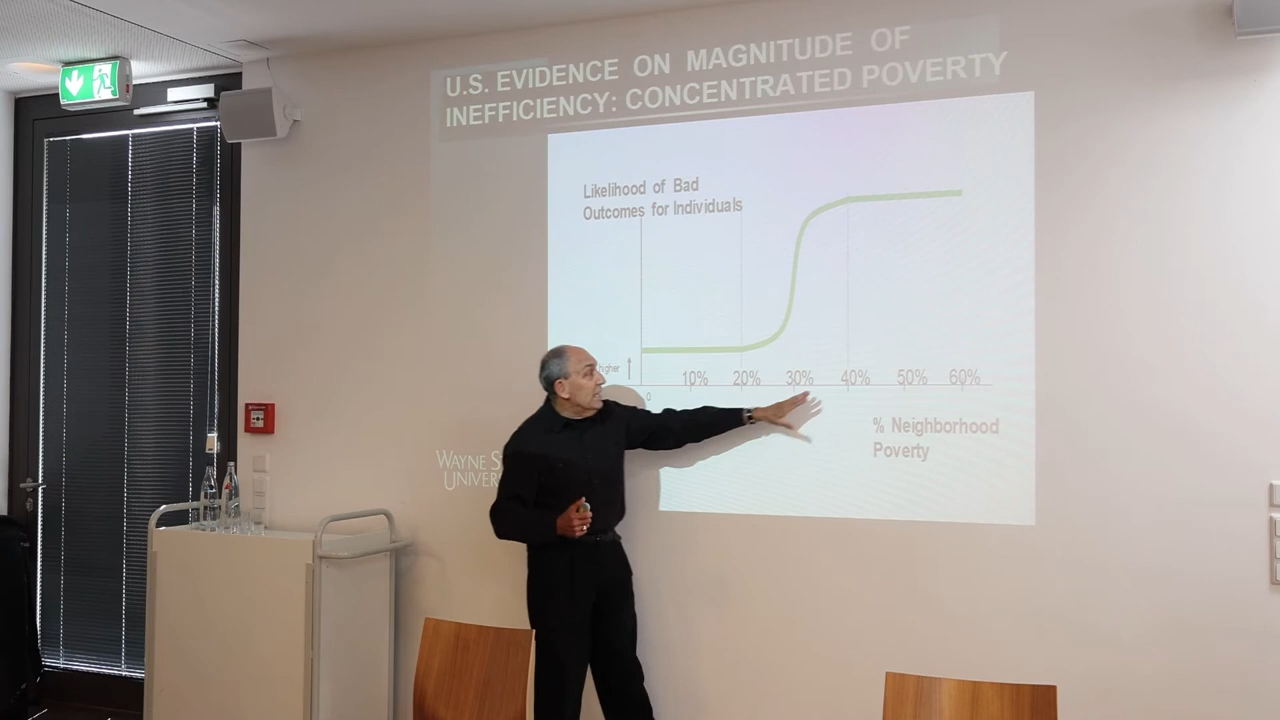 U.S. EVIDENCE ON MAGNITUDE OF
INEFFICIENCY: CONCENTRATED POVERTY
Likelihood of Bad
Outcomes for Individuals
higher
10% 20% 30% 40% 50% 60%
0
% Neighborhood
Poverty
WAYNE S
UNIVER